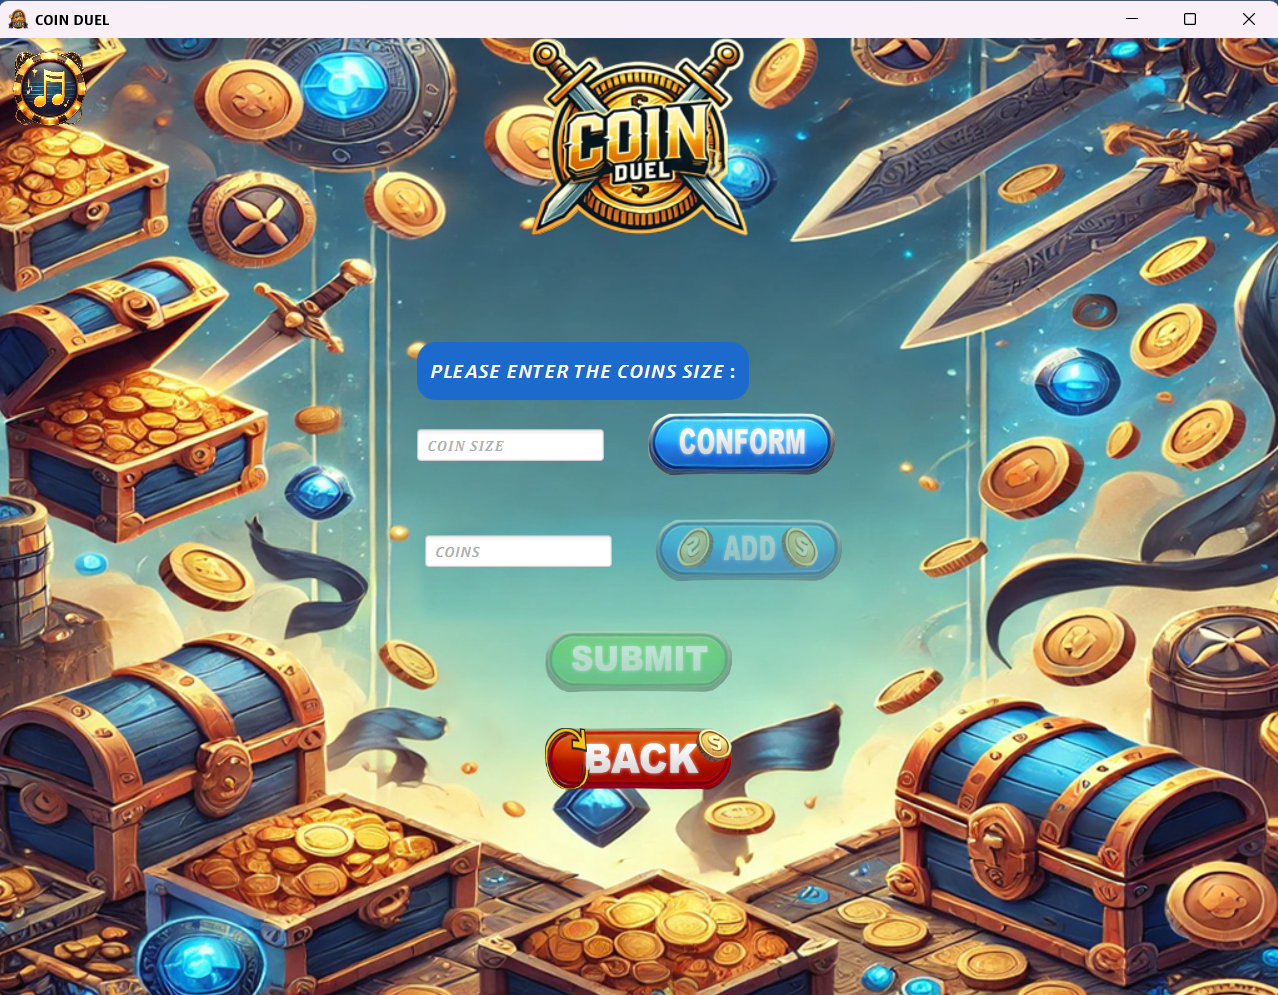 COIN DUEL
COIN
DUEL
PLEASE ENTER THE COINS SIZE :
COIN SIZE
CONFORM
COINS
ADD
SUBMIT
BACK